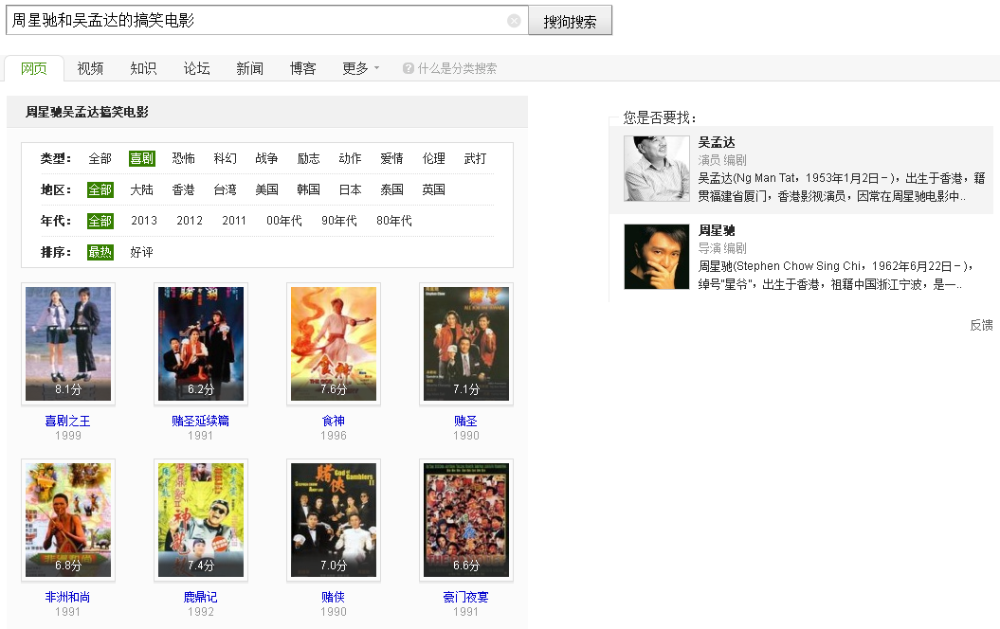 周星驰和吴孟达的搞笑电影
搜狗搜索
网页 视频 知识 论坛 新闻 博客 更多 什么是分类搜索
周星驰吴孟达搞笑电影
类型： 全部 喜剧 恐怖 科幻 战争 励志 动作 爱情 伦理 武打
地区： 全部 大陆 香港 台湾 美国 韩国 日本 泰国 英国
年代： 全部 2013 2012 2011 00年代 90年代 80年代
排序： 最热 好评
8.1分 6.2分 7.6分 7.1分
喜剧之王 赌圣延续篇 食神 赌圣
1999 1991 1996 1990
赌侠
God of Gamblers II
6.8分 7.4分 7.0分 6.6分
非洲和尚 鹿鼎记 赌侠 豪门夜宴
1991 1992 1990 1991
您是否要找：
吴孟达
演员 编剧
吴孟达(Ng Man Tat，1953年1月2日－)，出生于香港，籍
贯福建省厦门，香港影视演员，因常在周星驰电影中..
周星驰
导演 编剧
周星驰(Stephen Chow Sing Chi，1962年6月22日－)，
绰号"星爷"，出生于香港，祖籍中国浙江宁波，是一..
反馈